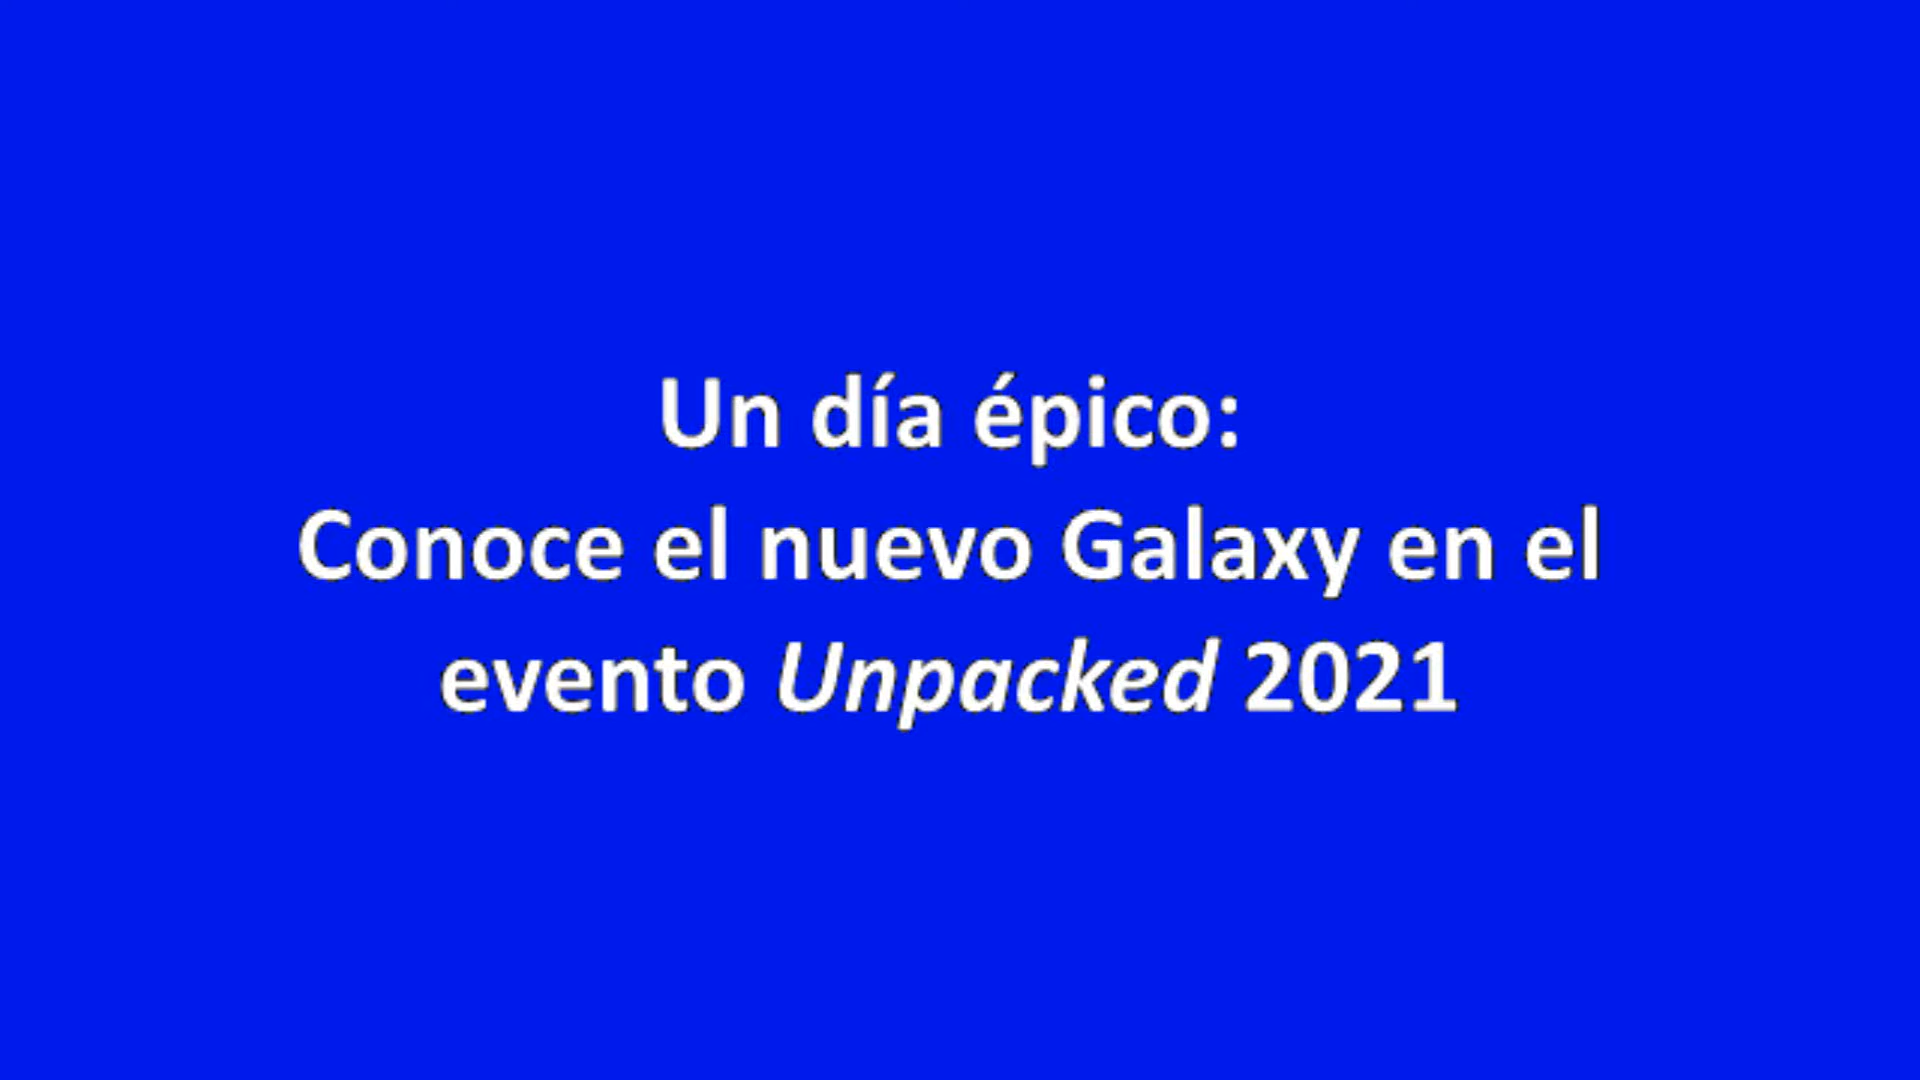 Un día épico:
Conoce el nuevo Galaxy en el
evento Unpacked 2021